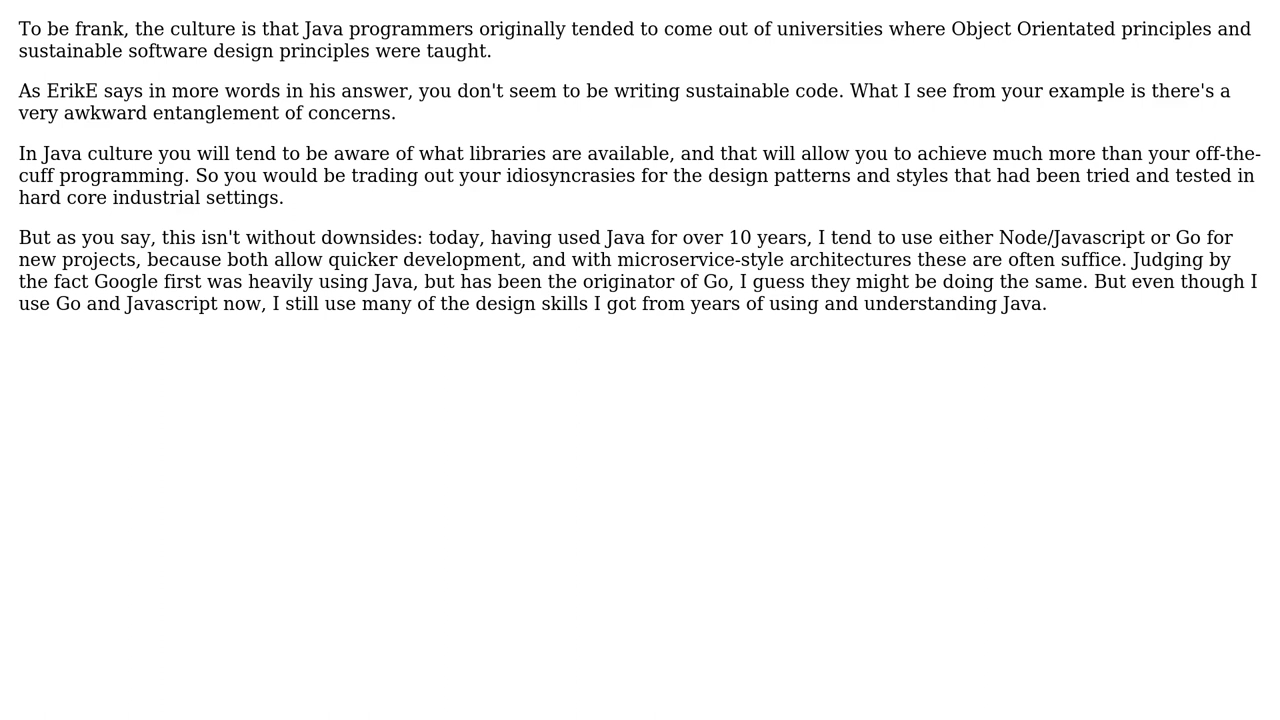 To be frank, the culture is that Java programmers originally tended to come out of universities where Object Orientated principles and
sustainable software design principles were taught.
As ErikE says in more words in his answer, you don't seem to be writing sustainable code. What I see from your example is there's a
very awkward entanglement of concerns.
In Java culture you will tend to be aware of what libraries are available, and that will allow you to achieve much more than your off-the-
cuff programming. So you would be trading out your idiosyncrasies for the design patterns and styles that had been tried and tested in
hard core industrial settings.
But as you say, this isn't without downsides: today, having used Java for over 10 years, I tend to use either Node/Javascript or Go for
new projects, because both allow quicker development, and with microservice-style architectures these are often suffice. Judging by
the fact Google first was heavily using Java, but has been the originator of Go, I guess they might be doing the same. But even though I
use Go and Javascript now, I still use many of the design skills I got from years of using and understanding Java.